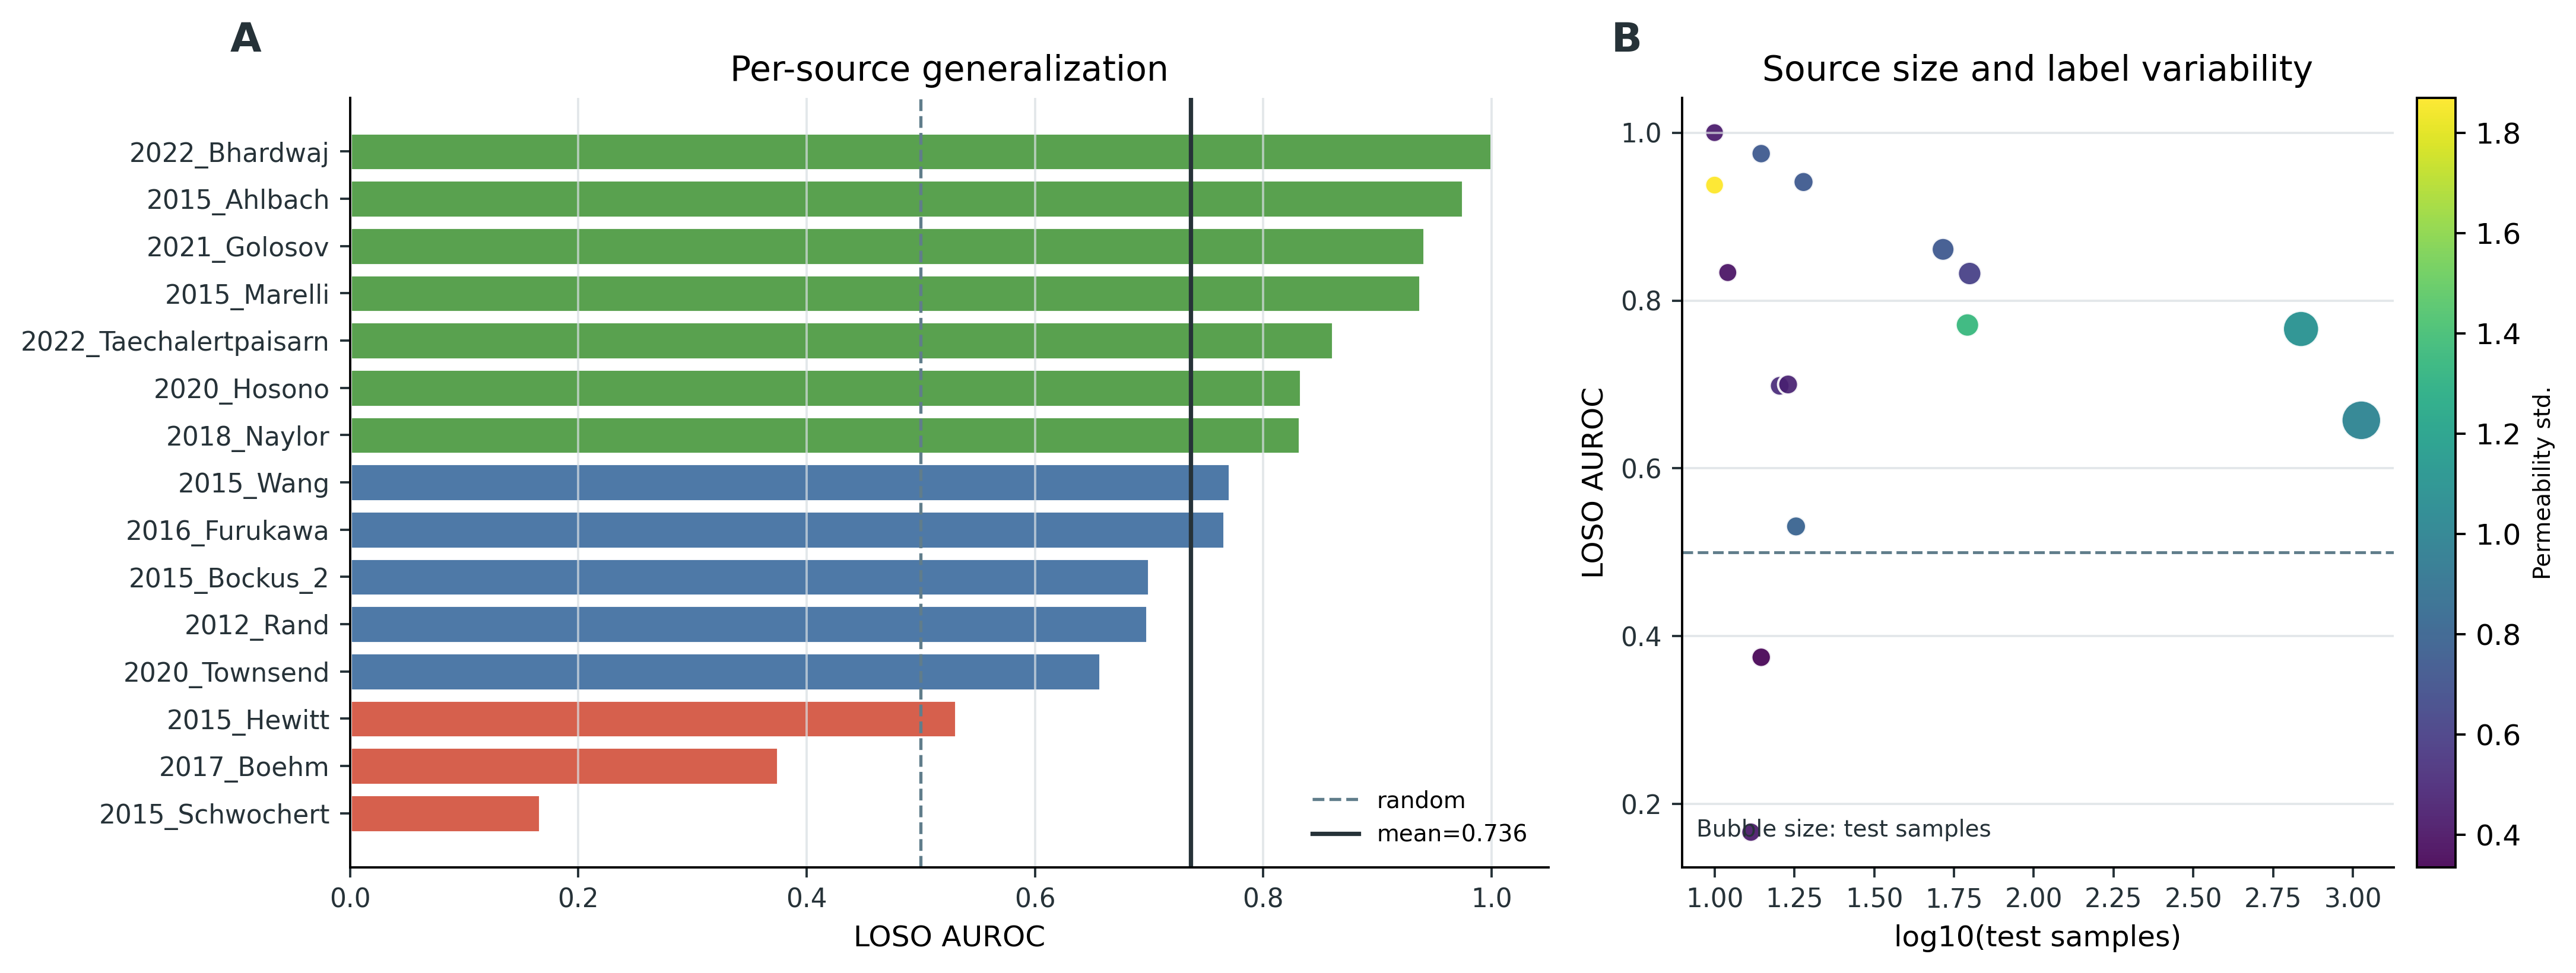 A
Per-source generalization
2022_Bhardwaj
2015_Ahlbach
2021_Golosov
2015_Marelli
2022_Taechalertpaisarn
2020_Hosono
2018_Naylor
2015_Wang
2016_Furukawa
2015_Bockus_2
2012_Rand
2020_Townsend
2015_Hewitt
2017_Boehm
2015_Schwochert
random
mean=0.736
0.0 0.2 0.4 0.6 0.8 1.0
LOSO AUROC
B
Source size and label variability
LOSO AUROC
1.0
0.8
0.6
0.4
0.2
Bubble size: test samples
1.00 1.25 1.50 1.75 2.00 2.25 2.50 2.75 3.00
log10(test samples)
1.8
1.6
1.4
1.2
1.0
0.8
0.6
0.4
Permeability std.